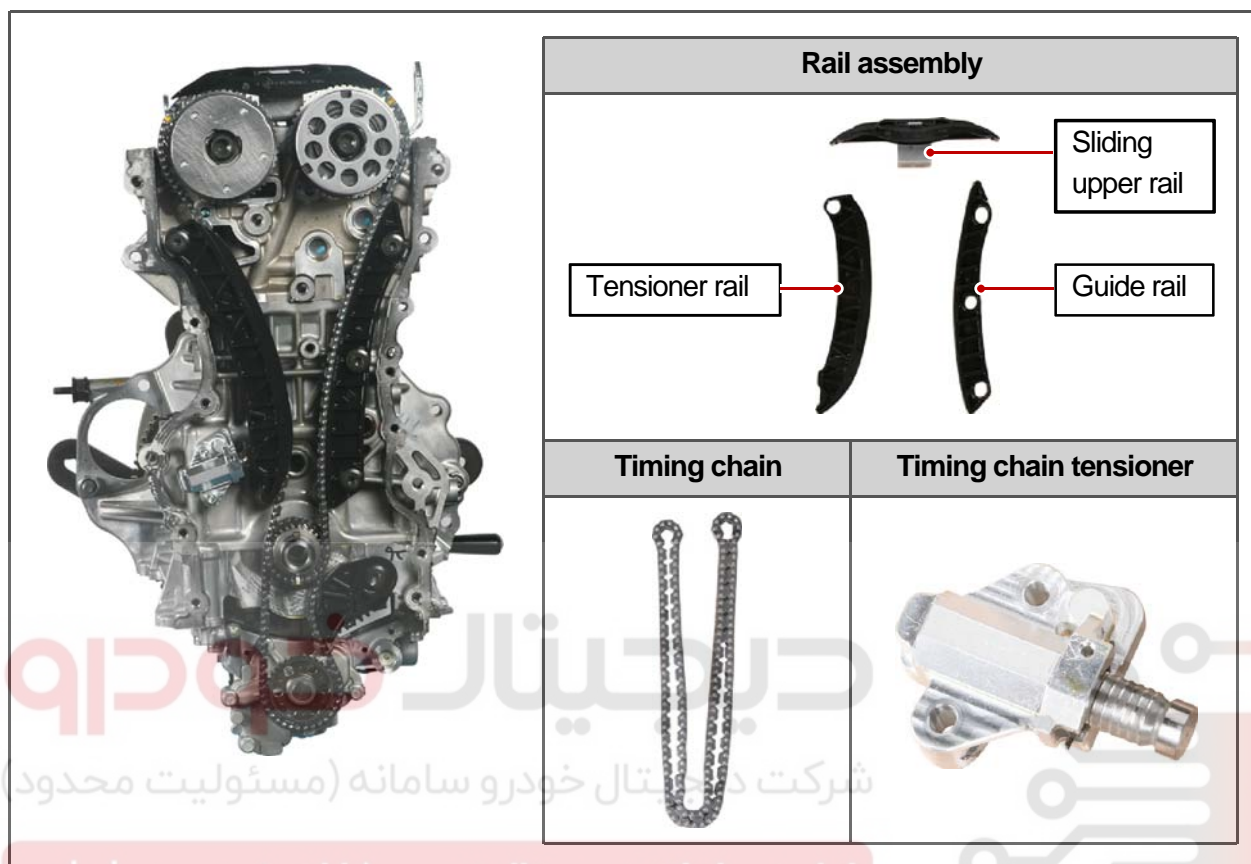 Rail assembly
Sliding
upper rail
Tensioner rail
Guide rail
Timing chain
Timing chain tensioner
دیجیتال خودرو
شرکت دیجیتال خودرو سامانه (مسئولیت محدود)